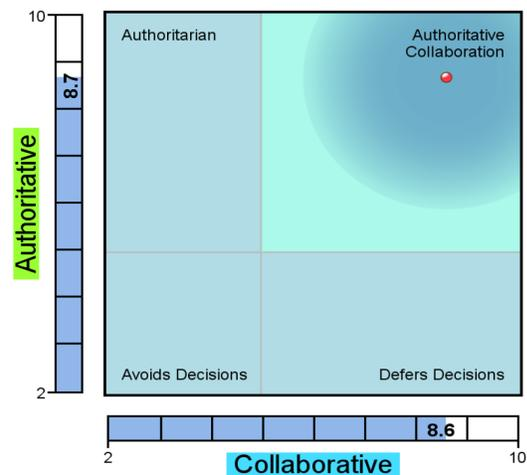 10
Authoritarian
Authoritative
Collaboration
8.7
Authoritative
Avoids Decisions
Defers Decisions
2
8.6
2
10
Collaborative